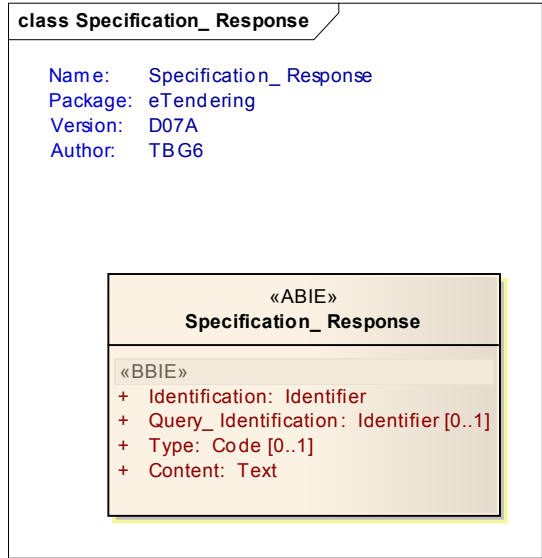 class Specification_ Response
Name: Specification_ Response
Package: eTendering
Version: D07A
Author: TBG6
«ABIE»
Specification_ Response
«BBIE»
+ Identification: Identifier
+ Query_ Identification: Identifier [0..1]
+ Type: Code [0..1]
+ Content: Text